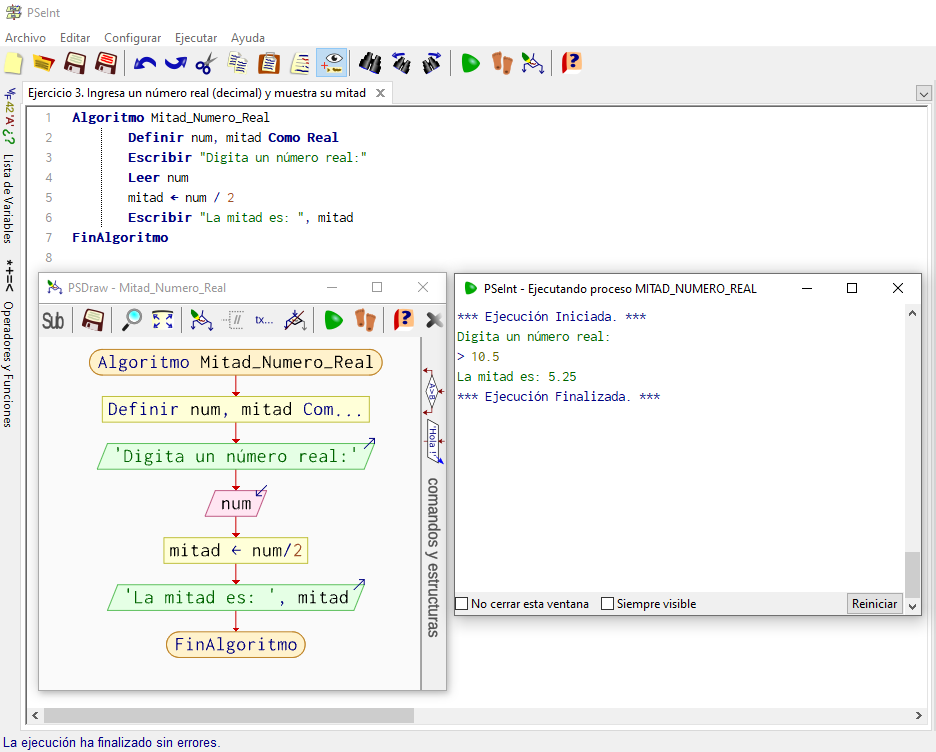 PSeInt
Archivo Editar Configurar Ejecutar Ayuda
Ejercicio 3. Ingresa un número real (decimal) y muestra su mitad
1 Algoritmo Mitad_Numero_Real
2 Definir num, mitad Como Real
3 Escribir "Digita un número real:"
4 Leer num
5 mitad ← num / 2
6 Escribir "La mitad es: ", mitad
7 FinAlgoritmo
8
42 'A' ¿?
Lista de Variables
*+=<
Operadores y Funciones
PSDraw - Mitad_Numero_Real
Sub
tx...
Algoritmo Mitad_Numero_Real
Definir num, mitad Com...
'Digita un número real:'
num
mitad ← num/2
'La mitad es: ', mitad
FinAlgoritmo
A>B
'Hola !'
comandos y estructuras
PSeInt - Ejecutando proceso MITAD_NUMERO_REAL
*** Ejecución Iniciada. ***
Digita un número real:
> 10.5
La mitad es: 5.25
*** Ejecución Finalizada. ***
No cerrar esta ventana Siempre visible Reiniciar
La ejecución ha finalizado sin errores.